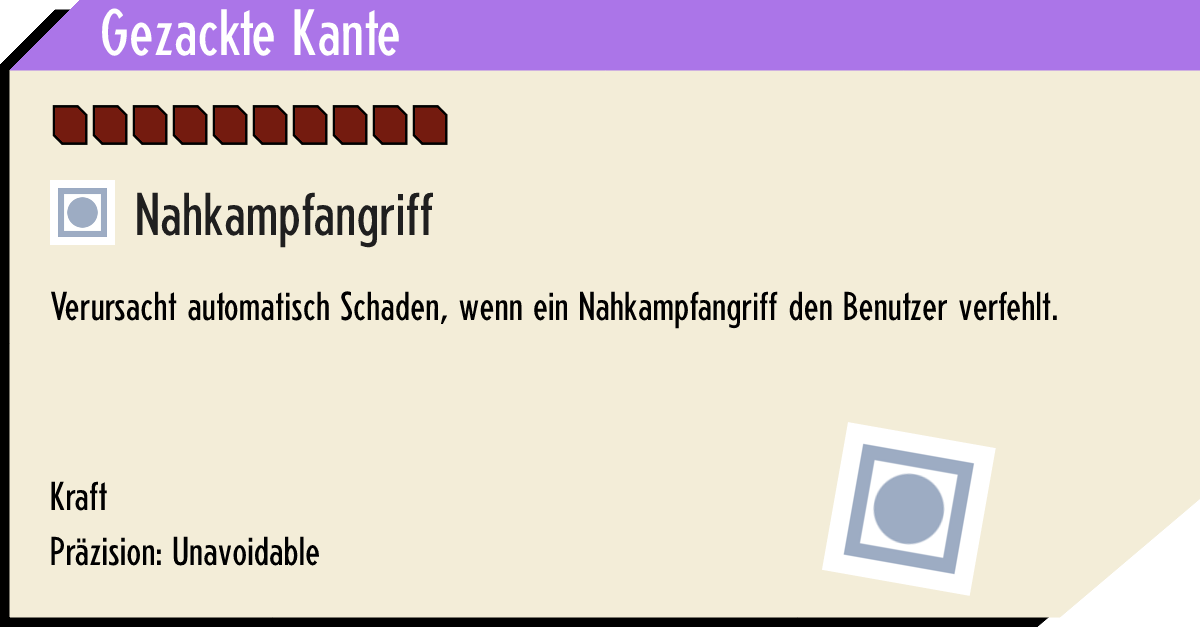 Gezackte Kante
Nahkampfangriff
Verursacht automatisch Schaden, wenn ein Nahkampfangriff den Benutzer verfehlt.
Kraft
Präzision: Unavoidable